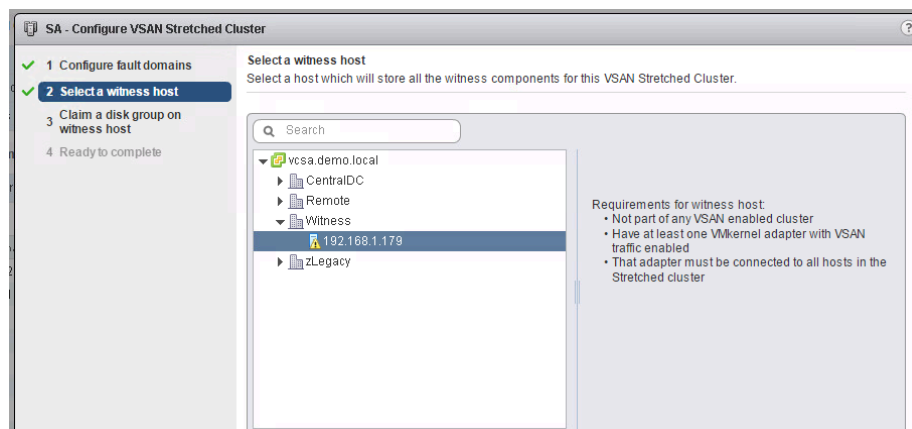 SA - Configure VSAN Stretched Cluster
?
1 Configure fault domains
2 Select a witness host
3 Claim a disk group on
witness host
4 Ready to complete
Select a witness host
Select a host which will store all the witness components for this VSAN Stretched Cluster.
Search
vcsa.demo.local
CentralDC
Remote
Witness
192.168.1.179
zLegacy
Requirements for witness host:
• Not part of any VSAN enabled cluster
• Have at least one VMkernel adapter with VSAN
traffic enabled
• That adapter must be connected to all hosts in the
Stretched cluster